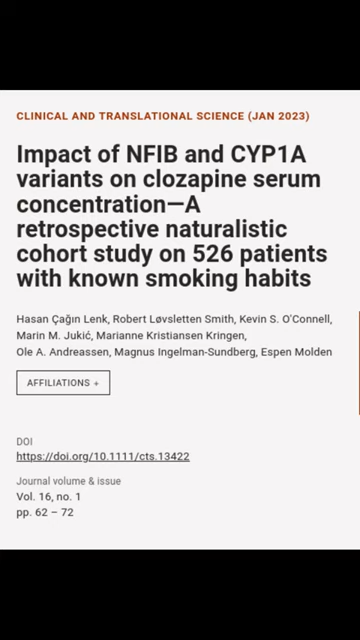 CLINICAL AND TRANSLATIONAL SCIENCE (JAN 2023)
Impact of NFIB and CYP1A
variants on clozapine serum
concentration—A
retrospective naturalistic
cohort study on 526 patients
with known smoking habits
Hasan Çağın Lenk, Robert Løvsletten Smith, Kevin S. O'Connell,
Marin M. Jukić, Marianne Kristiansen Kringen,
Ole A. Andreassen, Magnus Ingelman‐Sundberg, Espen Molden
AFFILIATIONS +
DOI
https://doi.org/10.1111/cts.13422
Journal volume & issue
Vol. 16, no. 1
pp. 62 – 72